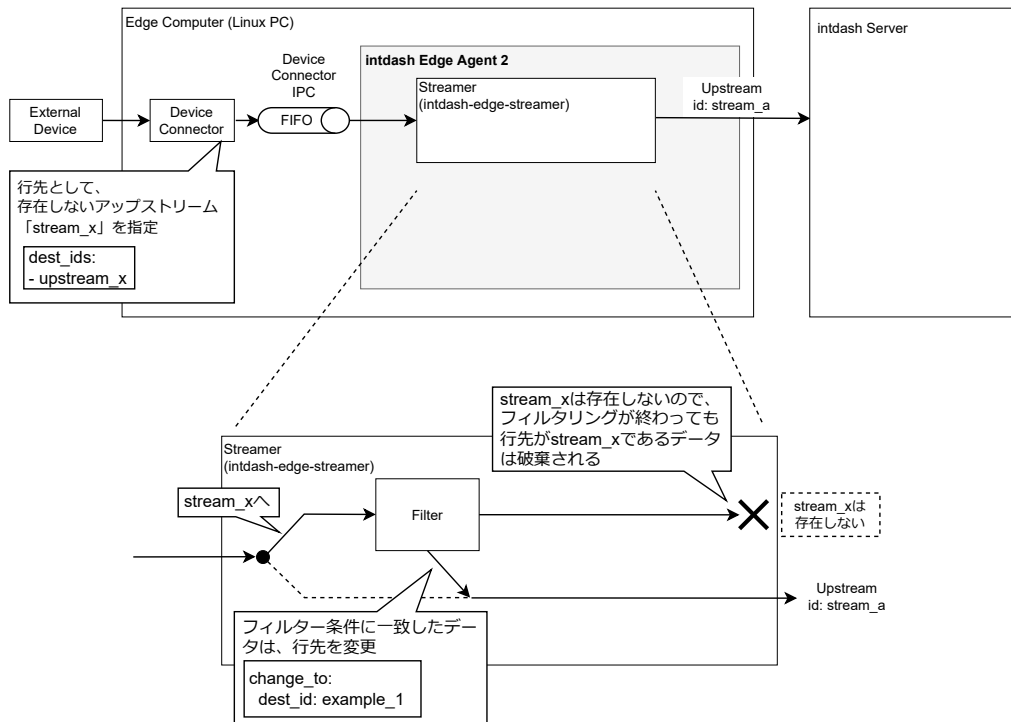 Edge Computer (Linux PC)
intdash Server
intdash Edge Agent 2
Device
Connector
IPC
Streamer
(intdash-edge-streamer)
Upstream
id: stream_a
External
Device
Device
Connector
FIFO
行先として、
存在しないアップストリーム
「stream_x」を指定
dest_ids:
- upstream_x
stream_xは存在しないので、
フィルタリングが終わっても
行先がstream_xであるデータ
は破棄される
Streamer
(intdash-edge-streamer)
stream_xへ
Filter
stream_xは
存在しない
Upstream
id: stream_a
フィルター条件に一致したデー
タは、行先を変更
change_to:
dest_id: example_1